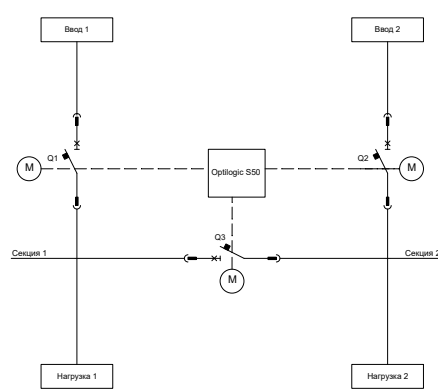 Ввод 1
Ввод 2
Q1
Q2
M
M
Optilogic S50
Q3
Секция 1
Секция 2
M
Нагрузка 1
Нагрузка 2